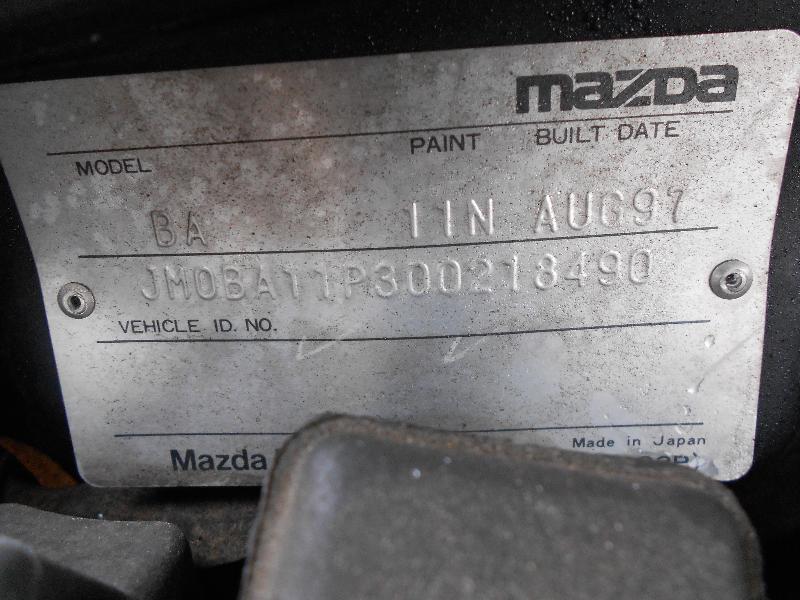 mazda
MODEL PAINT BUILT DATE
BA 11N AUG97
JM0BA11P300218490
VEHICLE ID. NO.
Made in Japan
Mazda